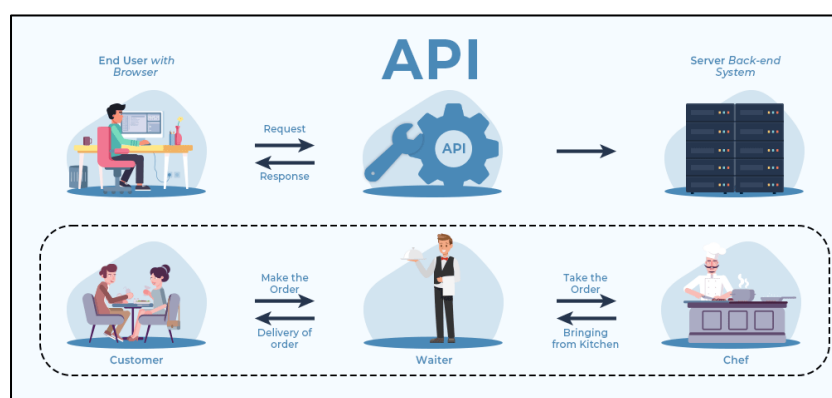 API
End User with
Browser
Server Back-end
System
Request
Response
API
Make the
Order
Delivery of
order
Take the
Order
Bringing
from Kitchen
Customer
Waiter
Chef